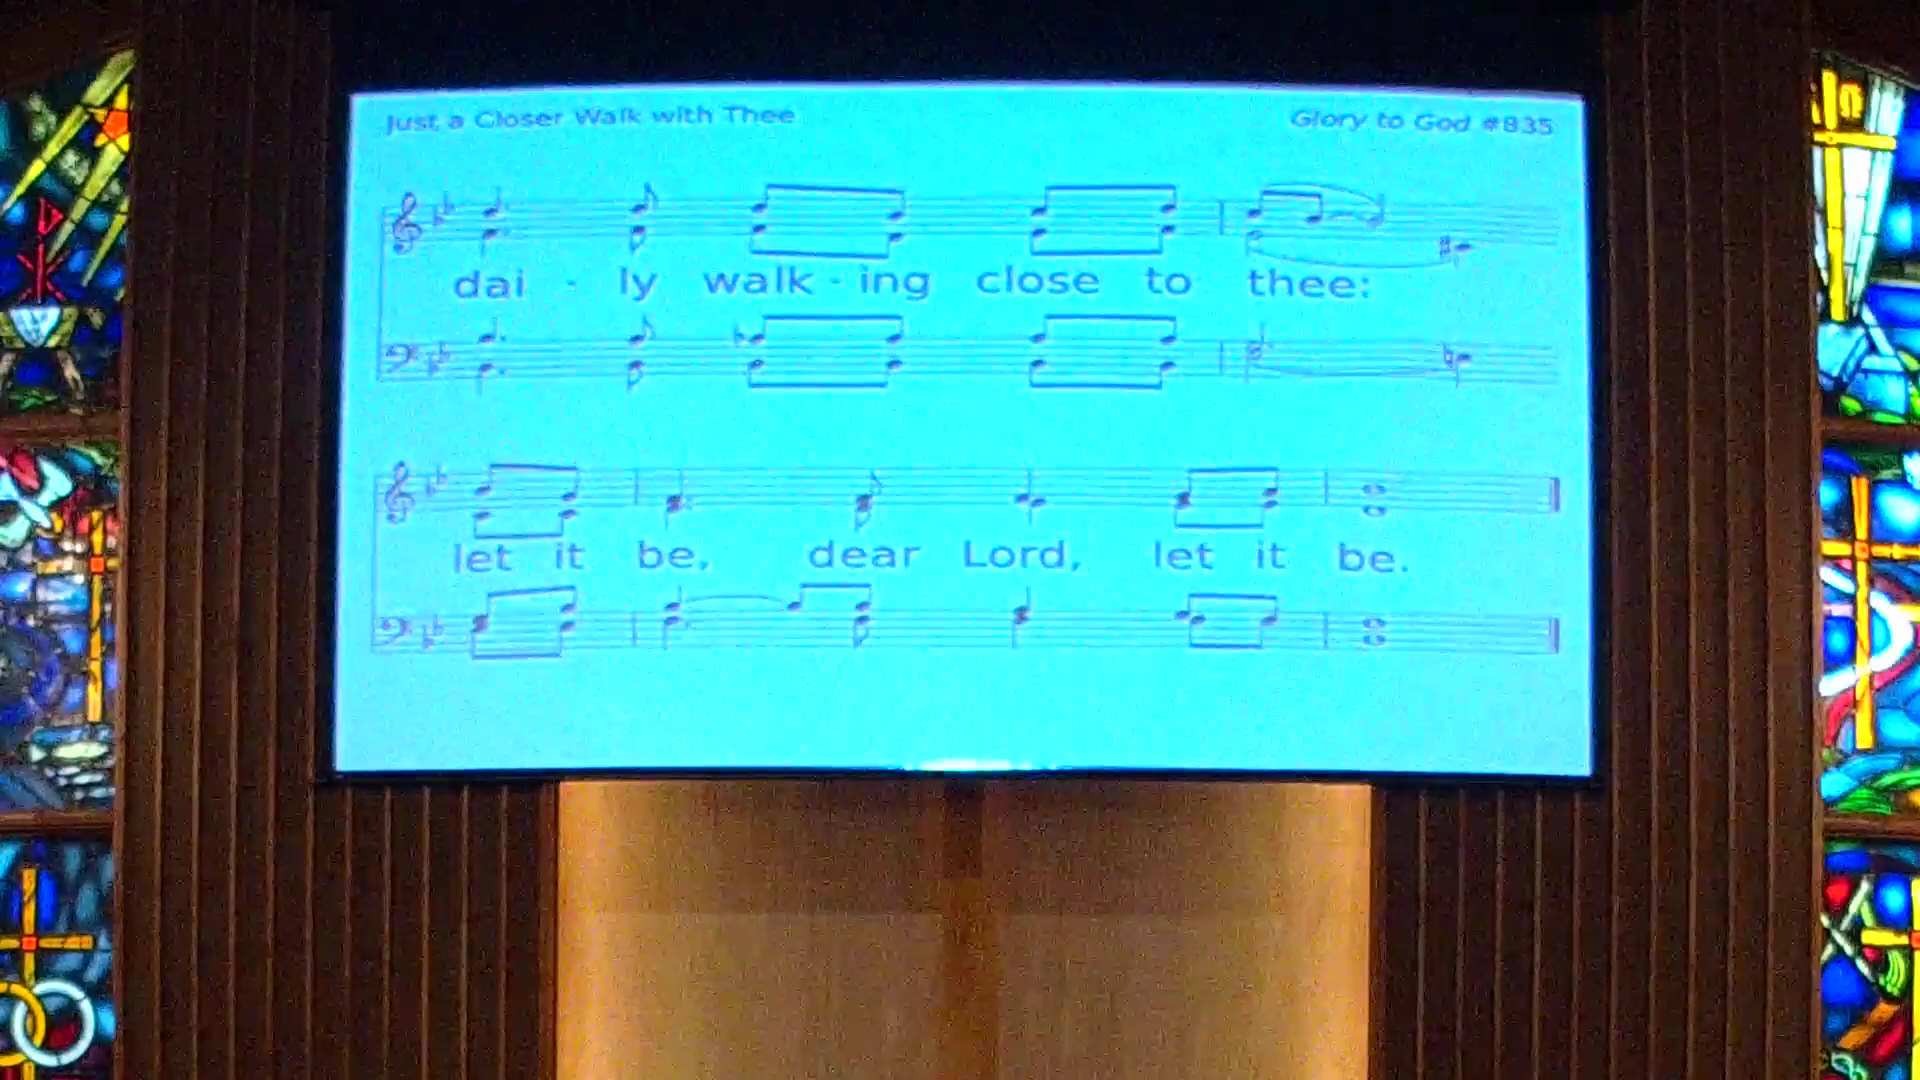 Just a Closer Walk with Thee
Glory to God #835
dai - ly walk - ing close to thee:
let it be, dear Lord, let it be.